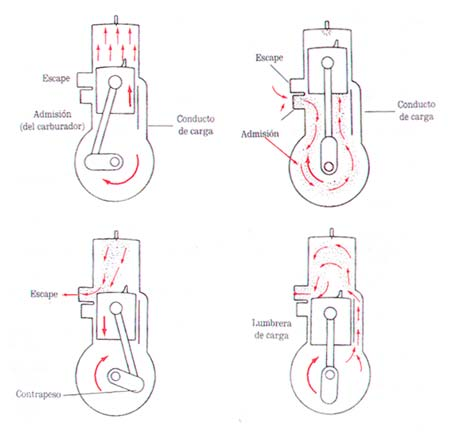 Escape
Admisión
(del carburador)
Conducto
de carga
Escape
Admisión
Conducto
de carga
Escape
Contrapeso
Lumbrera
de carga